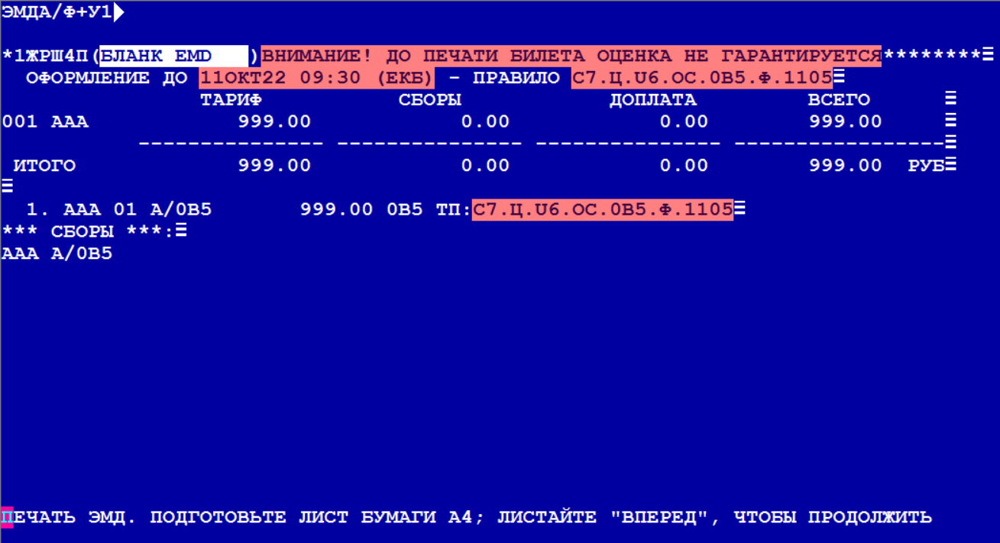 ЭМДА/Ф+У1
*1ЖРШ4П(БЛАНК EMD   )ВНИМАНИЕ! ДО ПЕЧАТИ БИЛЕТА ОЦЕНКА НЕ ГАРАНТИРУЕТСЯ********
ОФОРМЛЕНИЕ ДО 11ОКТ22 09:30 (ЕКБ) - ПРАВИЛО С7.Ц.U6.ОС.0В5.Ф.1105
ТАРИФ СБОРЫ ДОПЛАТА ВСЕГО
001 ААА 999.00 0.00 0.00 999.00
--------------- --------------- --------------- -----------------
ИТОГО 999.00 0.00 0.00 999.00 РУБ
1. ААА 01 А/0В5 999.00 0В5 ТП:С7.Ц.U6.ОС.0В5.Ф.1105
*** СБОРЫ ***:
ААА А/0В5
ПЕЧАТЬ ЭМД. ПОДГОТОВЬТЕ ЛИСТ БУМАГИ А4; ЛИСТАЙТЕ "ВПЕРЕД", ЧТОБЫ ПРОДОЛЖИТЬ